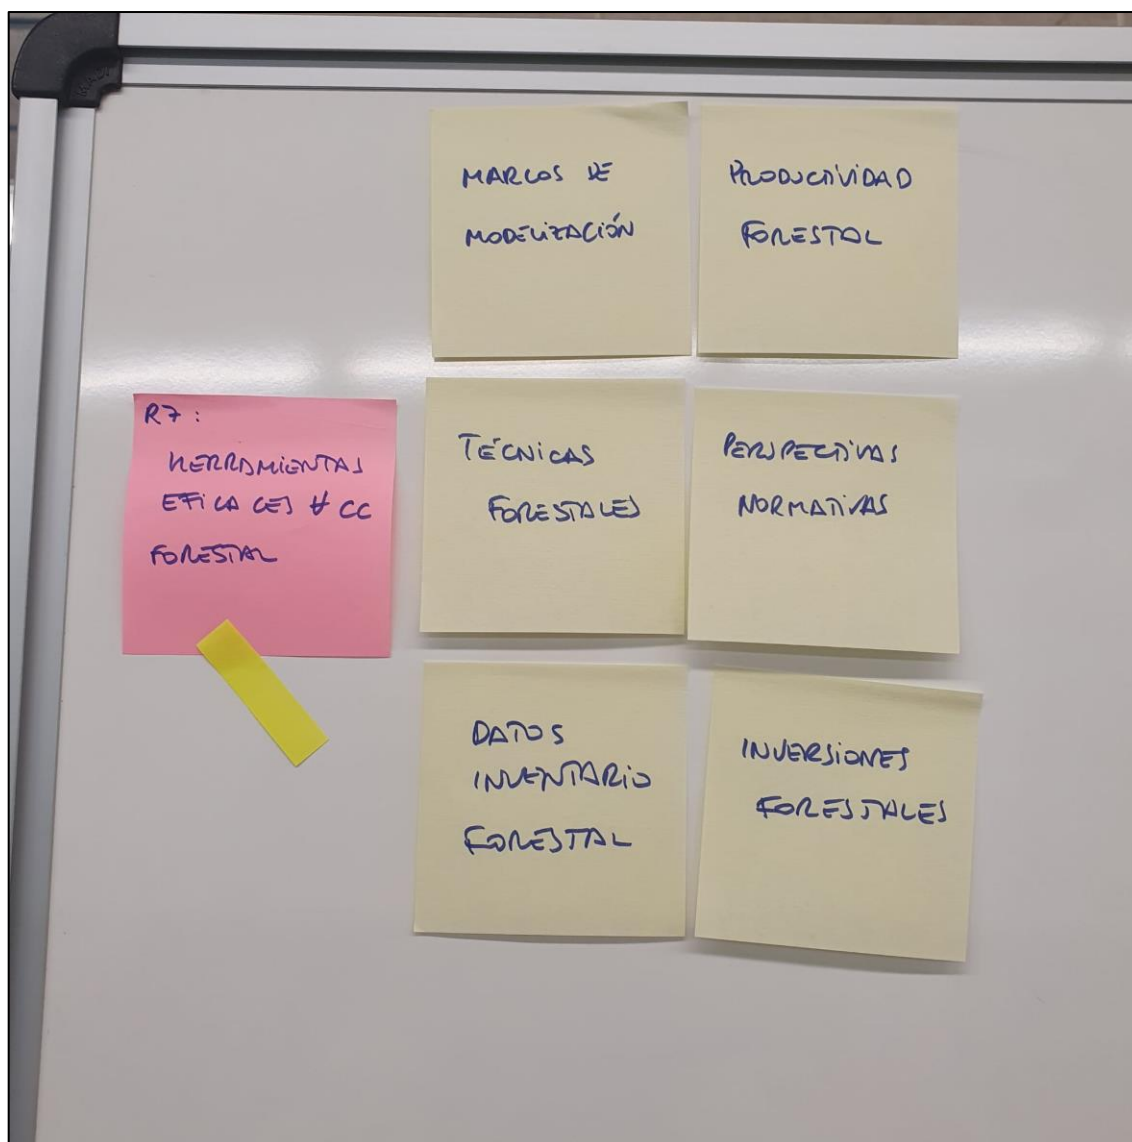 R7:
HERRAMIENTAS
EFICACES # CC
FORESTAL
MARCOS DE
MODELIZACIÓN
PRODUCTIVIDAD
FORESTAL
TÉCNICAS
FORESTALES
PERSPECTIVAS
NORMATIVAS
DATOS
INVENTARIO
FORESTAL
INVERSIONES
FORESTALES